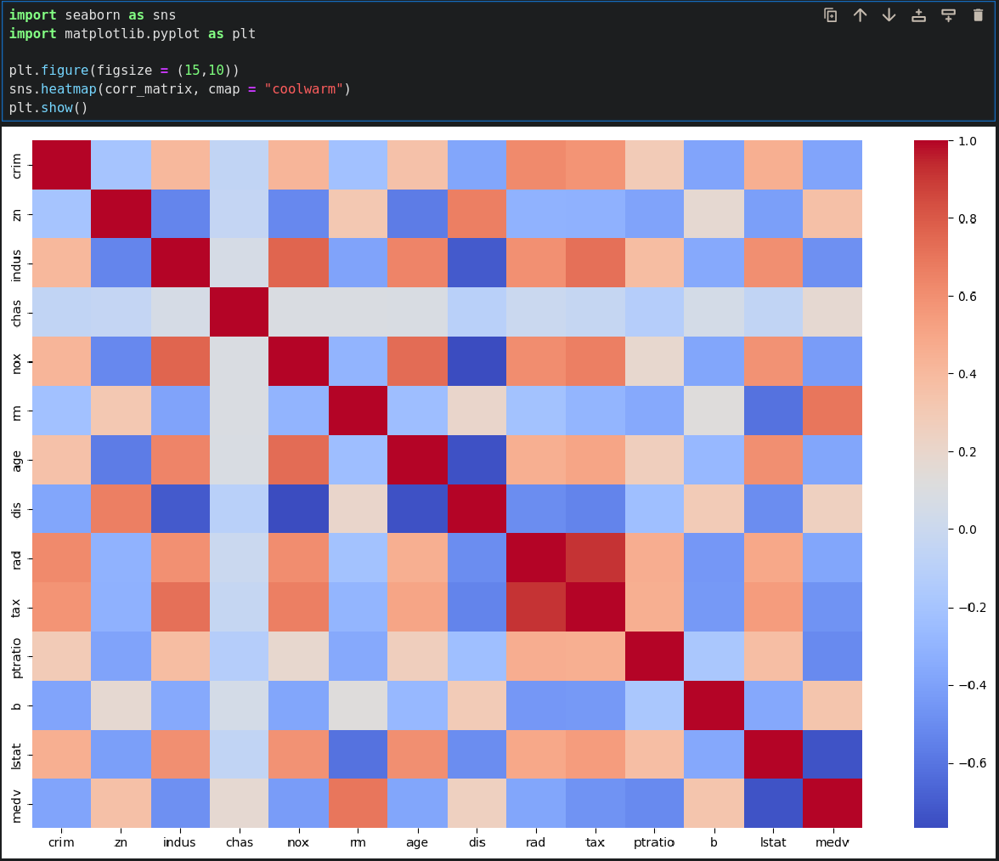 import seaborn as sns
import matplotlib.pyplot as plt
plt.figure(figsize = (15,10))
sns.heatmap(corr_matrix, cmap = "coolwarm")
plt.show()
crim
zn
indus
chas
nox
rm
age
dis
rad
tax
ptratio
b
lstat
medv
crim zn indus chas nox rm age dis rad tax ptratio b lstat medv
1.0
0.8
0.6
0.4
0.2
0.0
−0.2
−0.4
−0.6